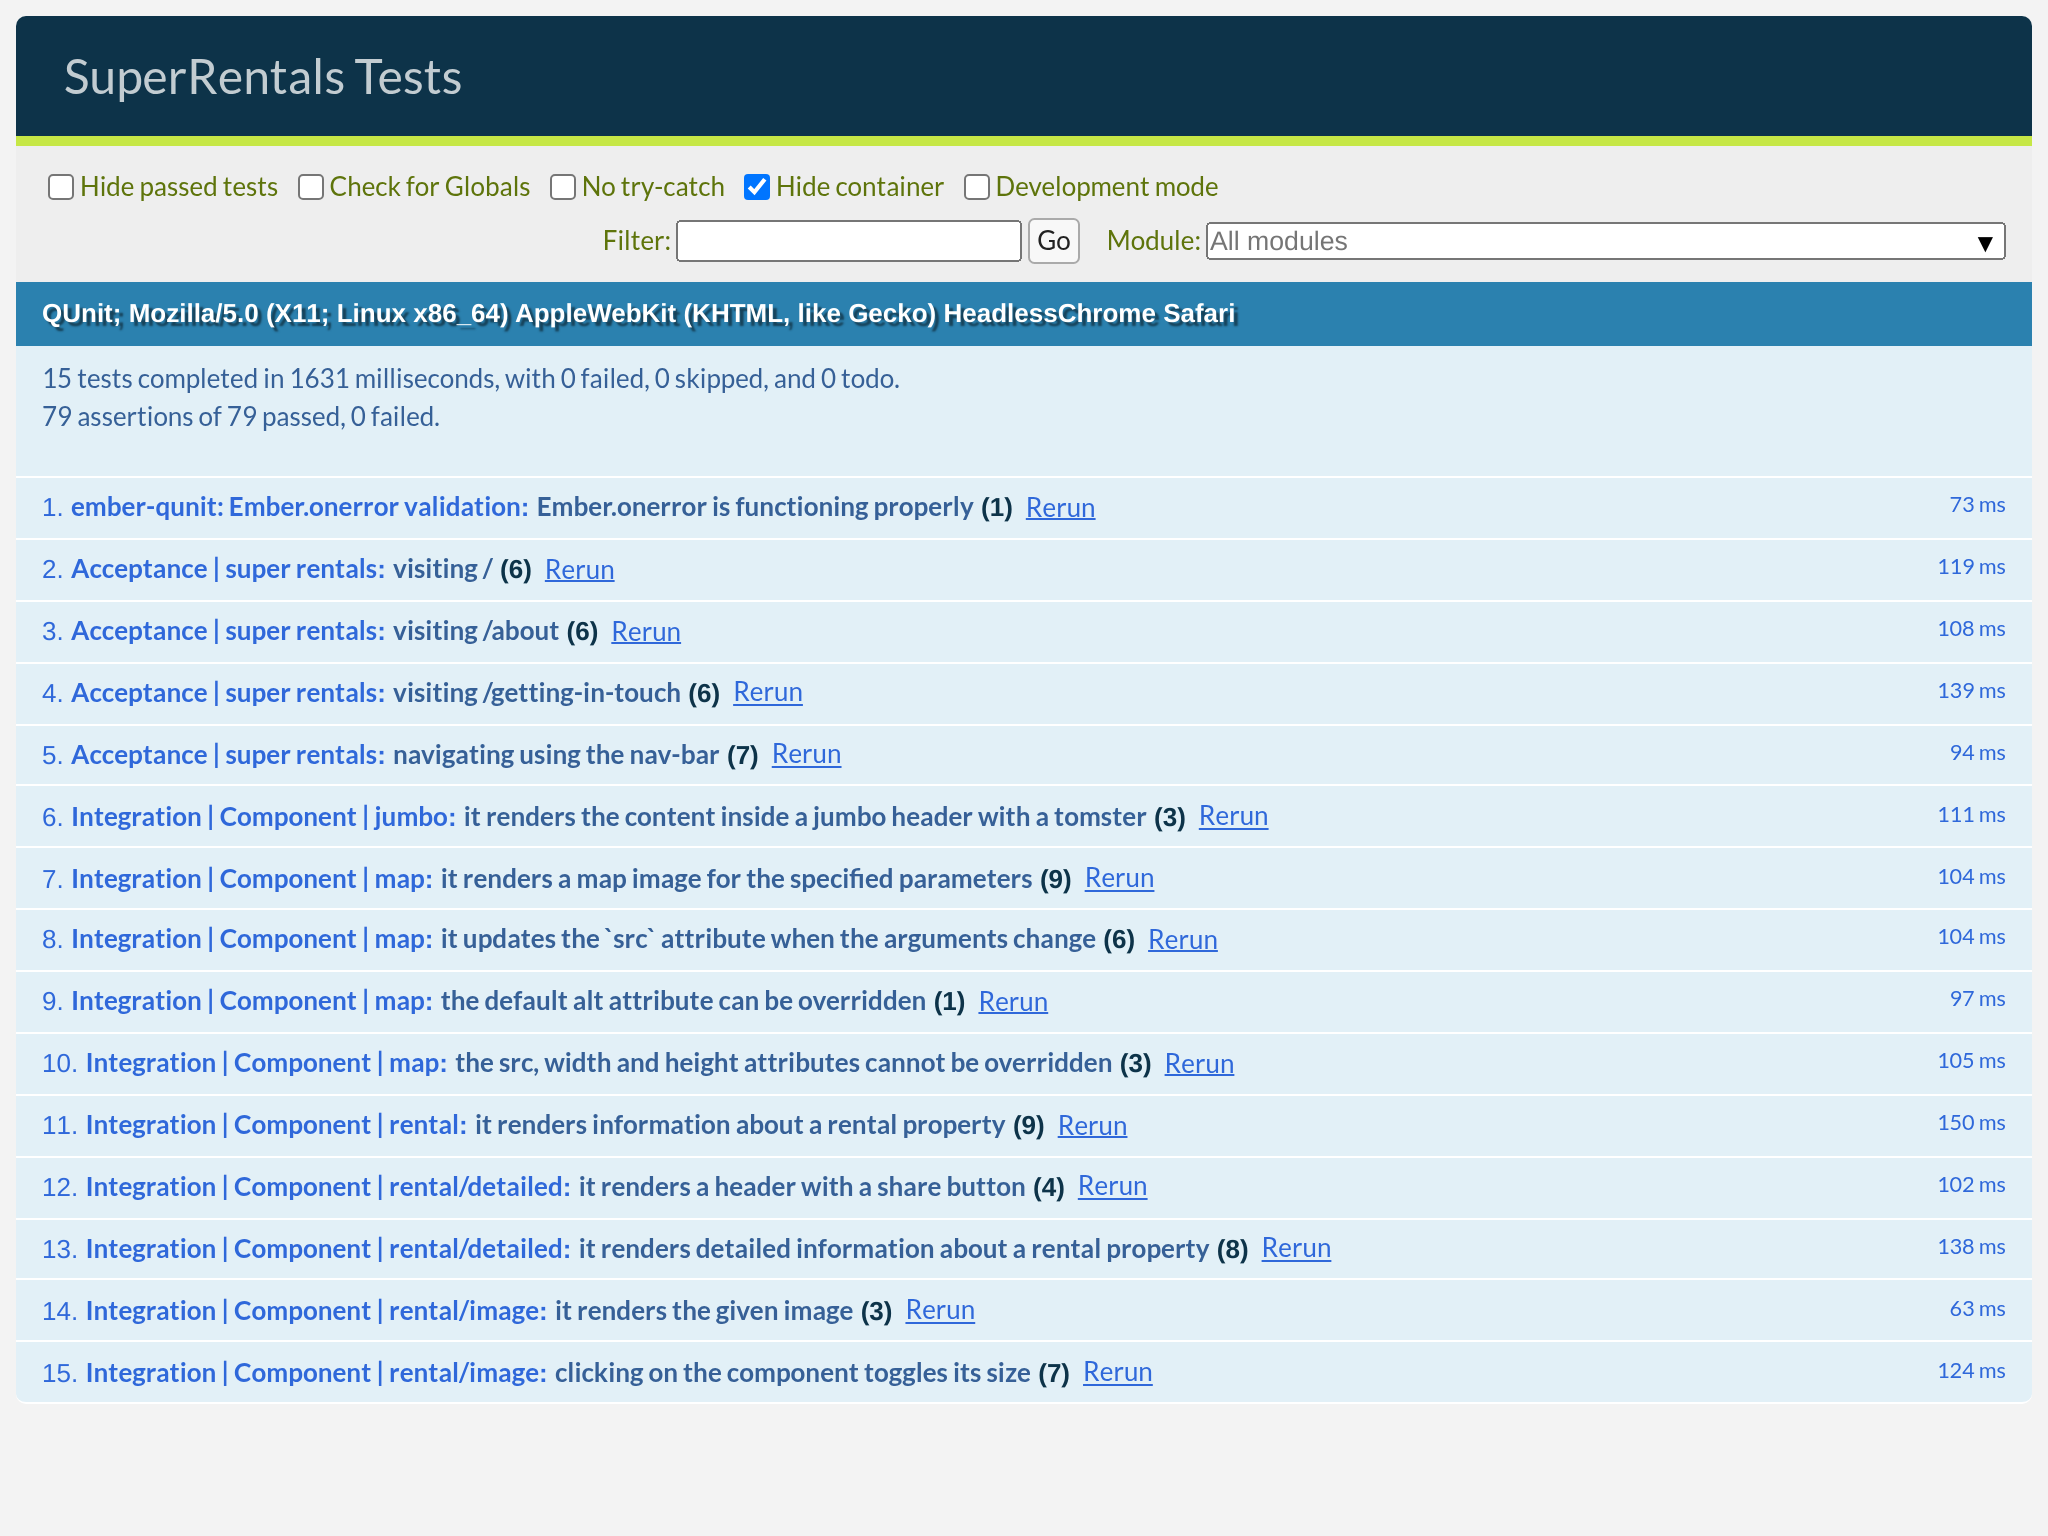 SuperRentals Tests
Hide passed tests Check for Globals No try-catch Hide container Development mode
Filter: Go Module: All modules ▼
QUnit; Mozilla/5.0 (X11; Linux x86_64) AppleWebKit (KHTML, like Gecko) HeadlessChrome Safari
15 tests completed in 1631 milliseconds, with 0 failed, 0 skipped, and 0 todo.
79 assertions of 79 passed, 0 failed.
1. ember-qunit: Ember.onerror validation: Ember.onerror is functioning properly (1) Rerun 73 ms
2. Acceptance | super rentals: visiting / (6) Rerun 119 ms
3. Acceptance | super rentals: visiting /about (6) Rerun 108 ms
4. Acceptance | super rentals: visiting /getting-in-touch (6) Rerun 139 ms
5. Acceptance | super rentals: navigating using the nav-bar (7) Rerun 94 ms
6. Integration | Component | jumbo: it renders the content inside a jumbo header with a tomster (3) Rerun 111 ms
7. Integration | Component | map: it renders a map image for the specified parameters (9) Rerun 104 ms
8. Integration | Component | map: it updates the `src` attribute when the arguments change (6) Rerun 104 ms
9. Integration | Component | map: the default alt attribute can be overridden (1) Rerun 97 ms
10. Integration | Component | map: the src, width and height attributes cannot be overridden (3) Rerun 105 ms
11. Integration | Component | rental: it renders information about a rental property (9) Rerun 150 ms
12. Integration | Component | rental/detailed: it renders a header with a share button (4) Rerun 102 ms
13. Integration | Component | rental/detailed: it renders detailed information about a rental property (8) Rerun 138 ms
14. Integration | Component | rental/image: it renders the given image (3) Rerun 63 ms
15. Integration | Component | rental/image: clicking on the component toggles its size (7) Rerun 124 ms